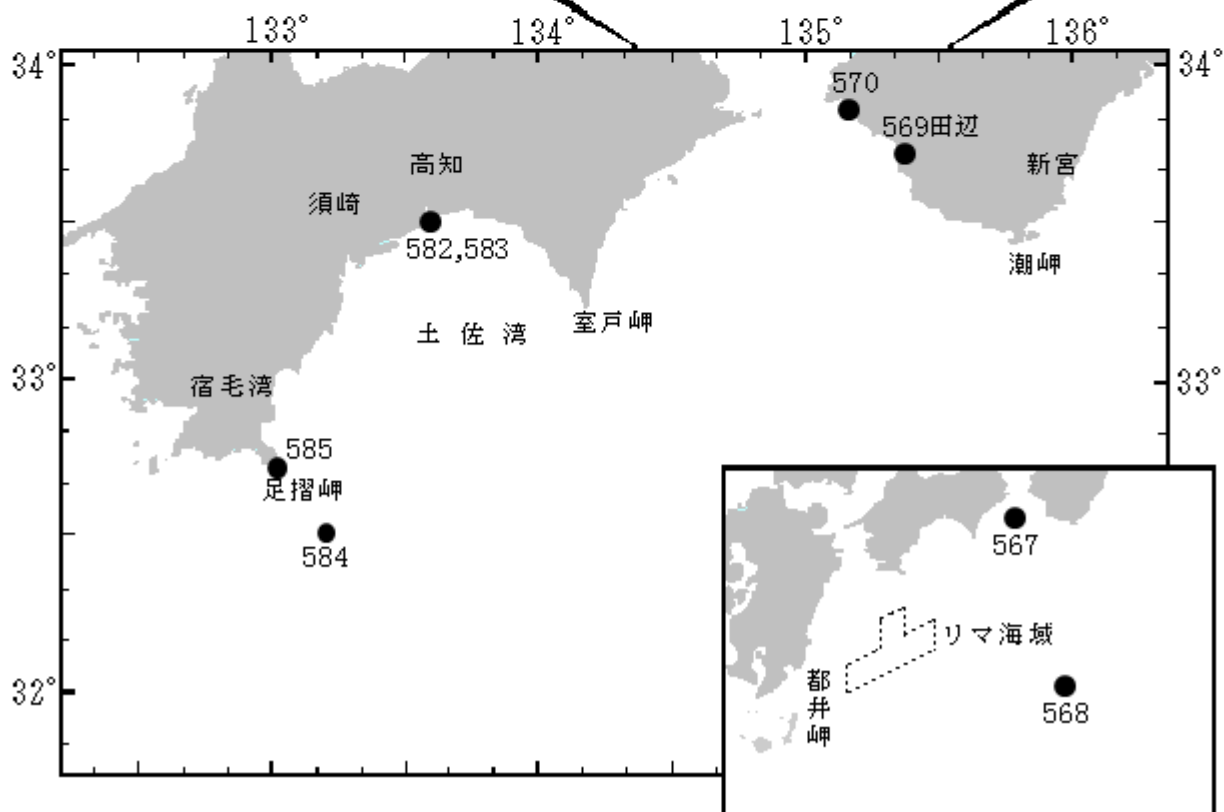 133° 134° 135° 136°
34° 34°
570
569田辺
高知 新宮
須崎
582,583
潮岬
土佐湾 室戸岬
33° 宿毛湾 33°
585
足摺岬
584
567
リマ海域
32° 都井岬
568